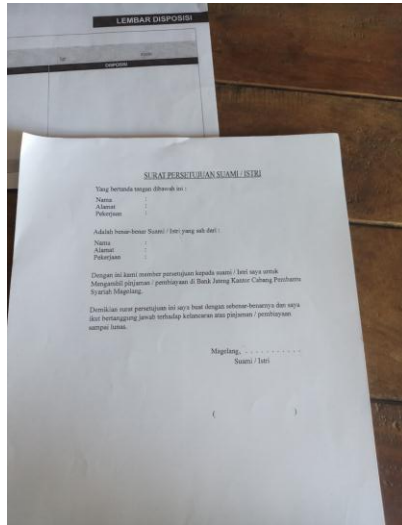 LEMBAR DISPOSISI
DISPOSISI
SURAT PERSETUJUAN SUAMI / ISTRI
Yang bertanda tangan dibawah ini :
Nama :
Alamat :
Pekerjaan :
Adalah benar-benar Suami / Istri yang sah dari :
Nama :
Alamat :
Pekerjaan :
Dengan ini kami member persetujuan kepada suami / Istri saya untuk
Mengambil pinjaman / pembiayaan di Bank Jateng Kantor Cabang Pembantu
Syariah Magelang.
Demikian surat persetujuan ini saya buat dengan sebenar-benarnya dan saya
ikut bertanggung jawab terhadap kelancaran atas pinjaman / pembiayaan
sampai lunas.
Magelang, . . . . . . . . . . .
Suami / Istri
( )